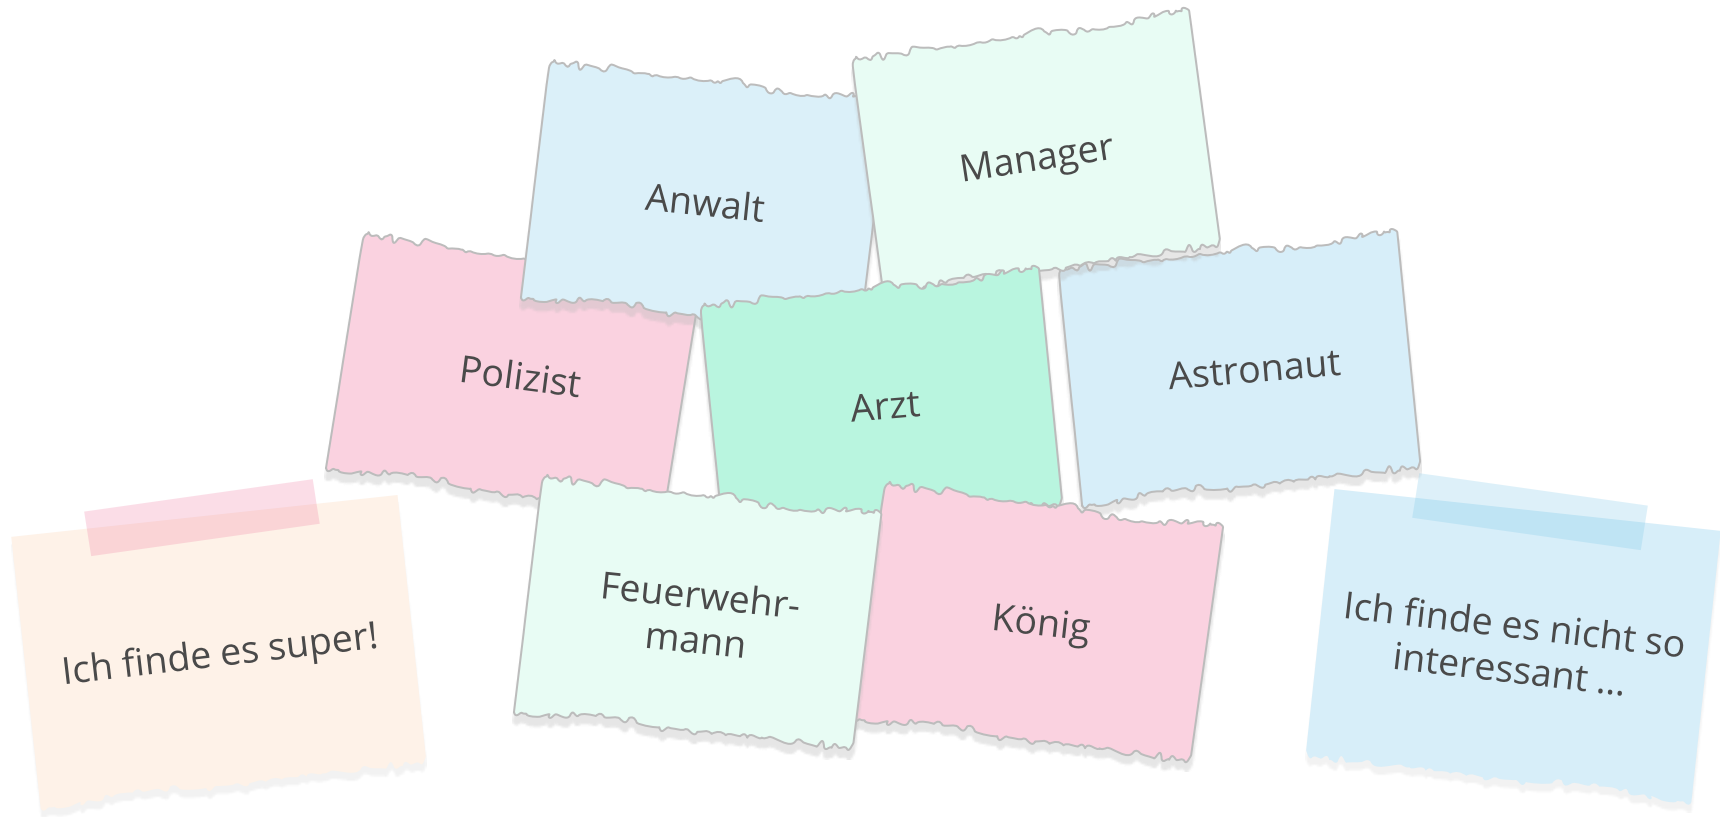 Anwalt
Manager
Polizist
Arzt
Astronaut
Feuerwehr-
mann
König
Ich finde es super!
Ich finde es nicht so
interessant ...